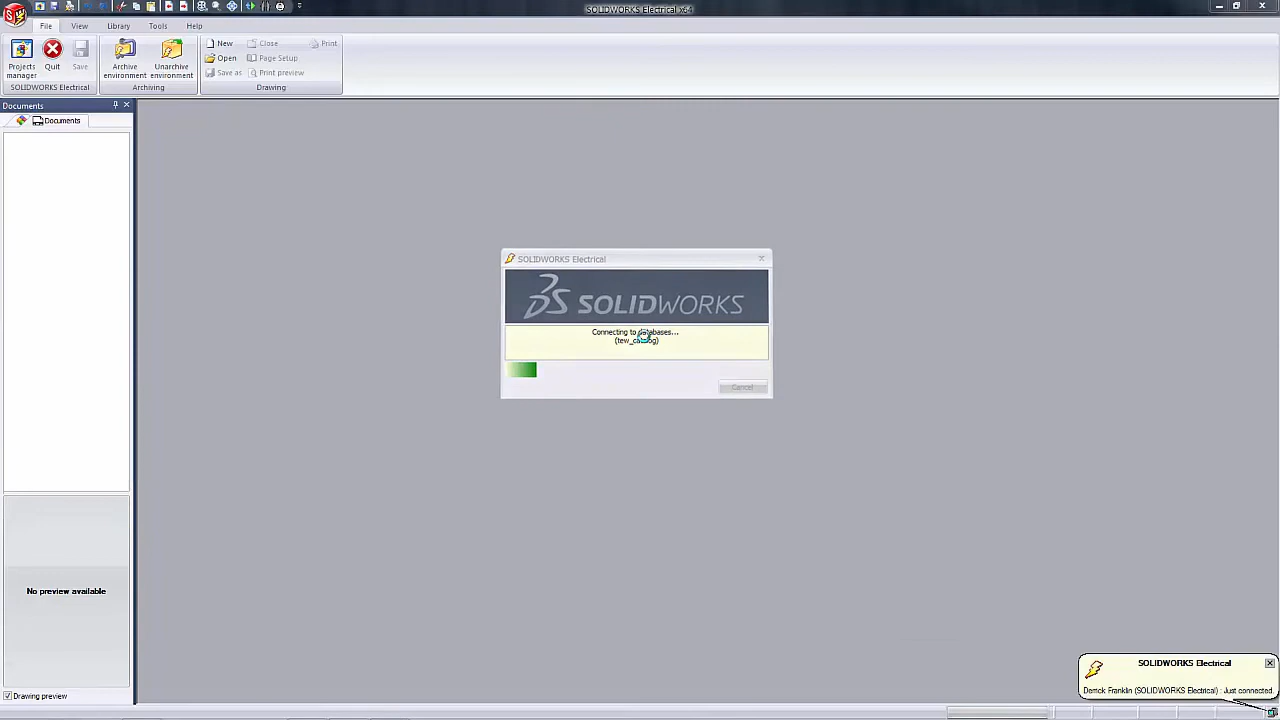 SOLIDWORKS Electrical x64
File View Library Tools Help
New Close Print
Open Page Setup
Save as Print preview
Projects manager Quit Save
Archive environment Unarchive environment
SOLIDWORKS Electrical Archiving Drawing
Documents
Documents
SOLIDWORKS Electrical
SOLIDWORKS
Connecting to databases...
Cancel
No preview available
Drawing preview
SOLIDWORKS Electrical
Derrick Franklin (SOLIDWORKS Electrical) : Just connected.